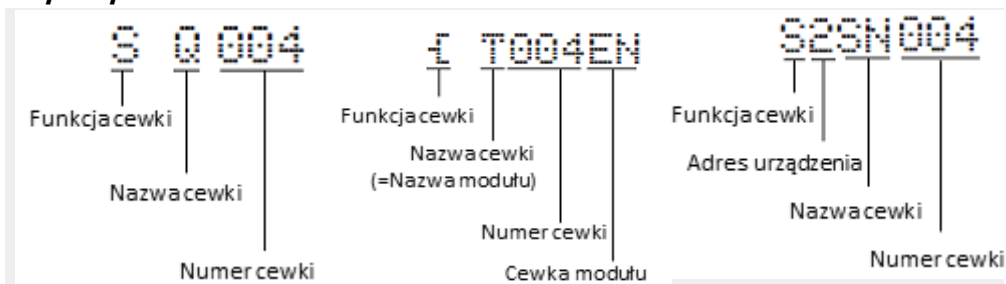 S Q 004
Funkcja cewki
Nazwa cewki
Numer cewki
T004EN
Funkcja cewki
Nazwa cewki
(=Nazwa modułu)
Numer cewki
Cewka modułu
S2SN004
Funkcja cewki
Adres urządzenia
Nazwa cewki
Numer cewki